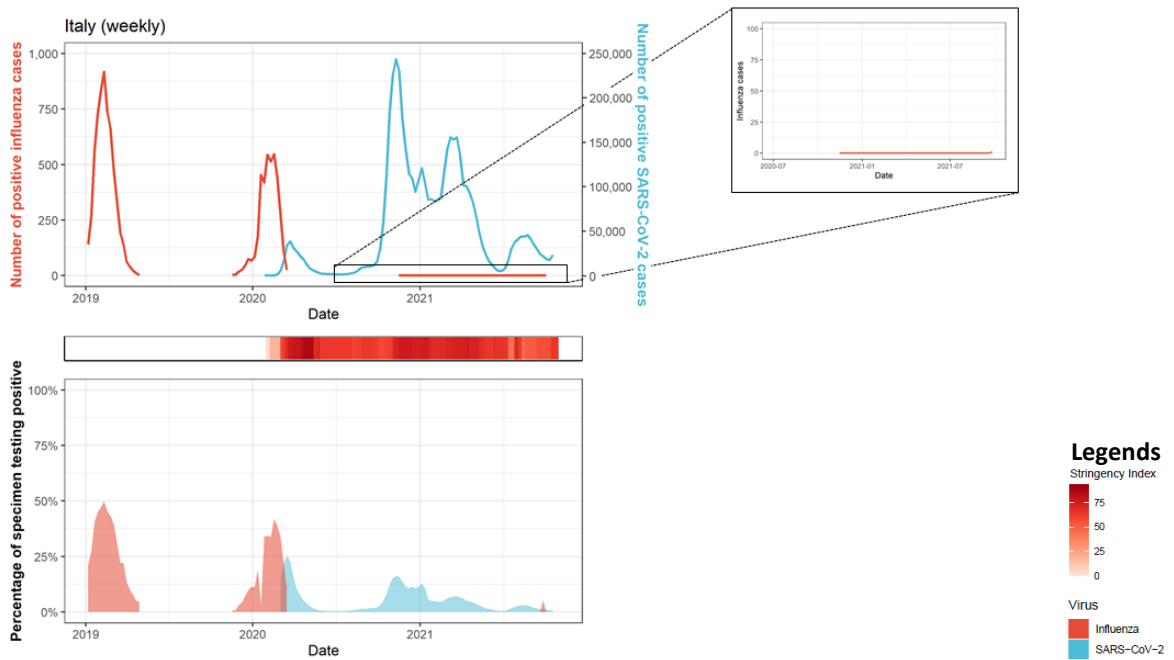 Italy (weekly)
Number of positive influenza cases
1,000
750
500
250
0
250,000
200,000
150,000
100,000
50,000
0
Number of positive SARS-CoV-2 cases
2019
2020
2021
Date
Influenza cases
100
75
50
25
0
2020-07
2021-01
2021-07
Date
Percentage of specimen testing positive
100%
75%
50%
25%
0%
2019
2020
2021
Date
Legends
Stringency Index
75
50
25
0
Virus
Influenza
SARS-CoV-2